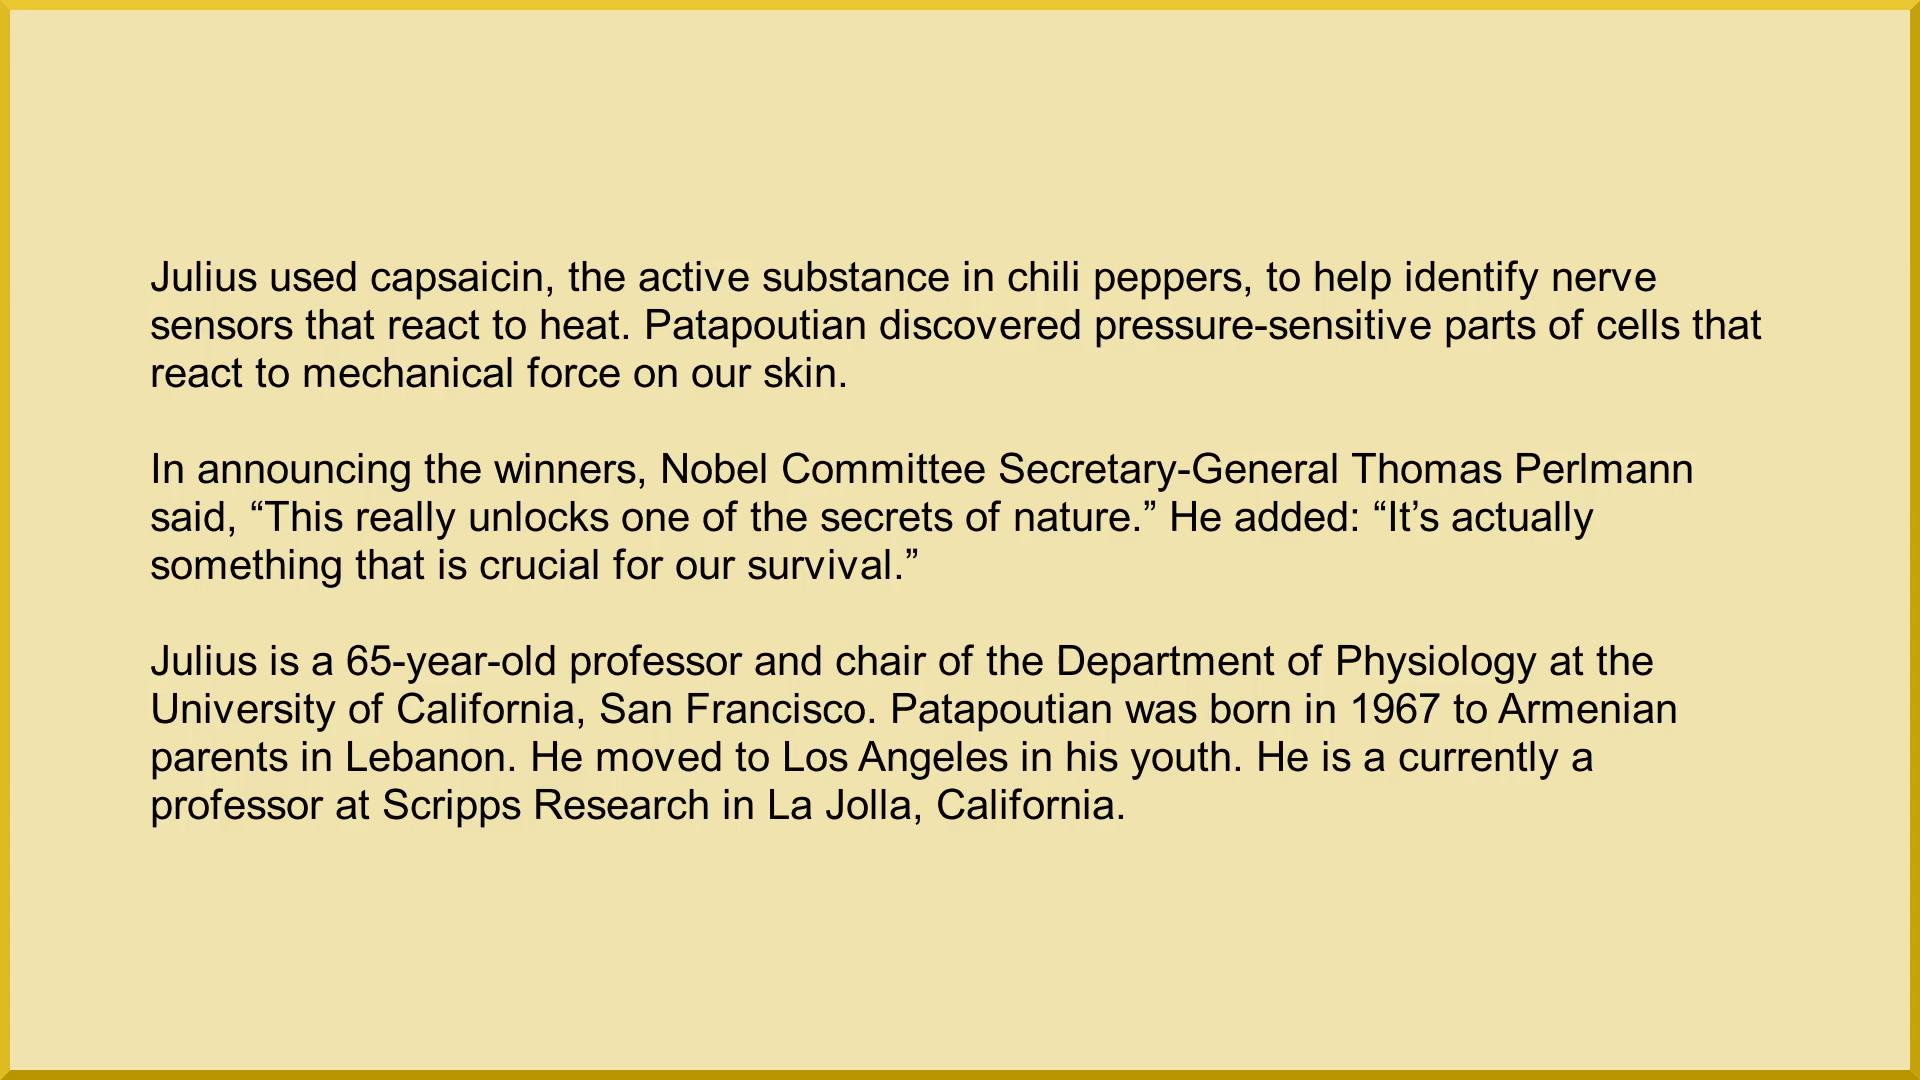 Julius used capsaicin, the active substance in chili peppers, to help identify nerve
sensors that react to heat. Patapoutian discovered pressure-sensitive parts of cells that
react to mechanical force on our skin.
In announcing the winners, Nobel Committee Secretary-General Thomas Perlmann
said, “This really unlocks one of the secrets of nature.” He added: “It’s actually
something that is crucial for our survival.”
Julius is a 65-year-old professor and chair of the Department of Physiology at the
University of California, San Francisco. Patapoutian was born in 1967 to Armenian
parents in Lebanon. He moved to Los Angeles in his youth. He is a currently a
professor at Scripps Research in La Jolla, California.